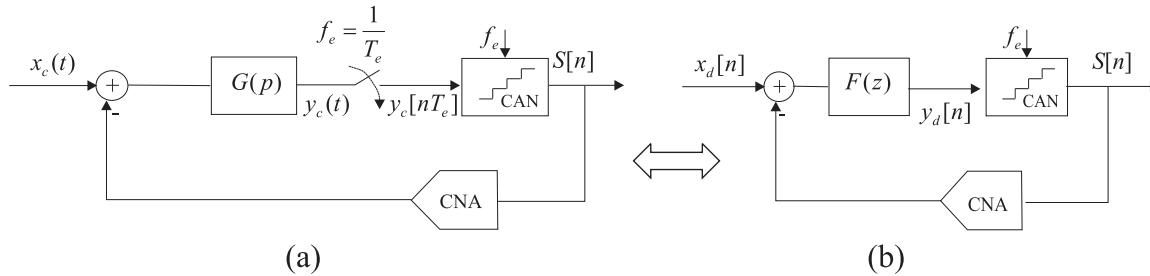 f_e = 1/T_e
x_c(t)
+
-
G(p)
y_c(t)
y_c[nT_e]
f_e
CAN
S[n]
CNA
(a)
x_d[n]
+
-
F(z)
y_d[n]
f_e
CAN
S[n]
CNA
(b)